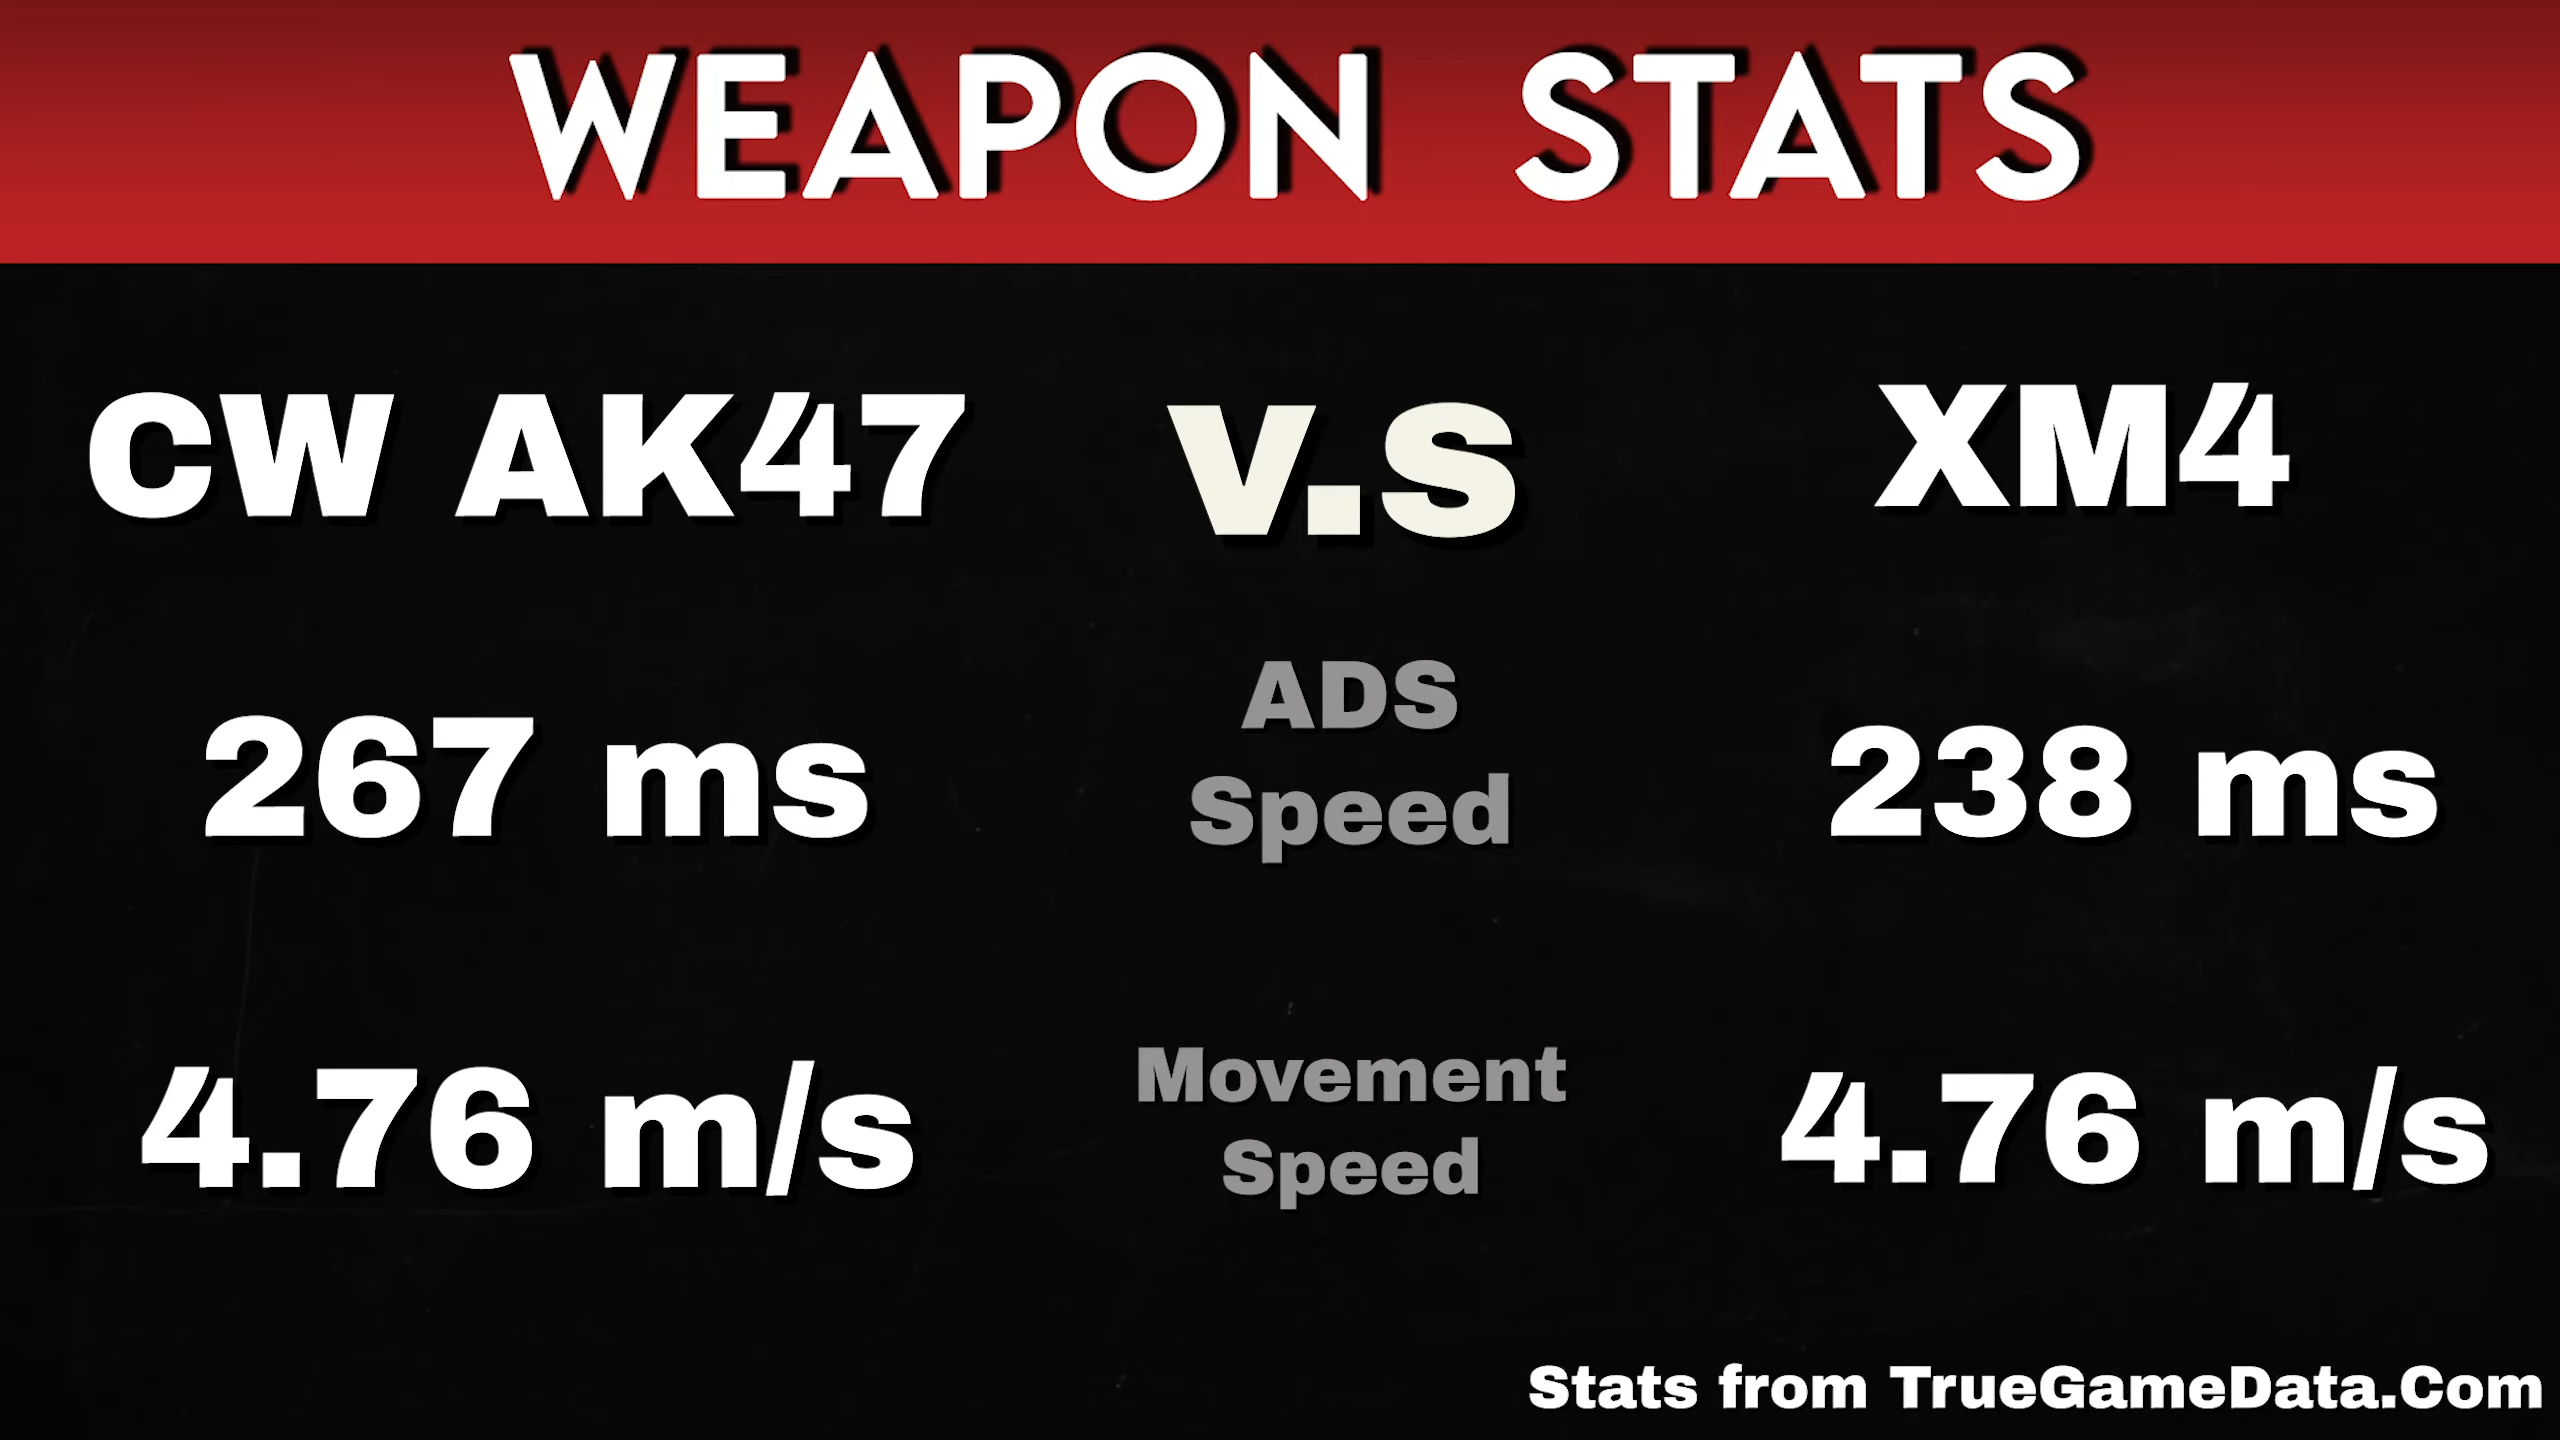 WEAPON STATS
CW AK47 v.s XM4
ADS
267 ms Speed 238 ms
Movement
4.76 m/s Speed 4.76 m/s
Stats from TrueGameData.Com